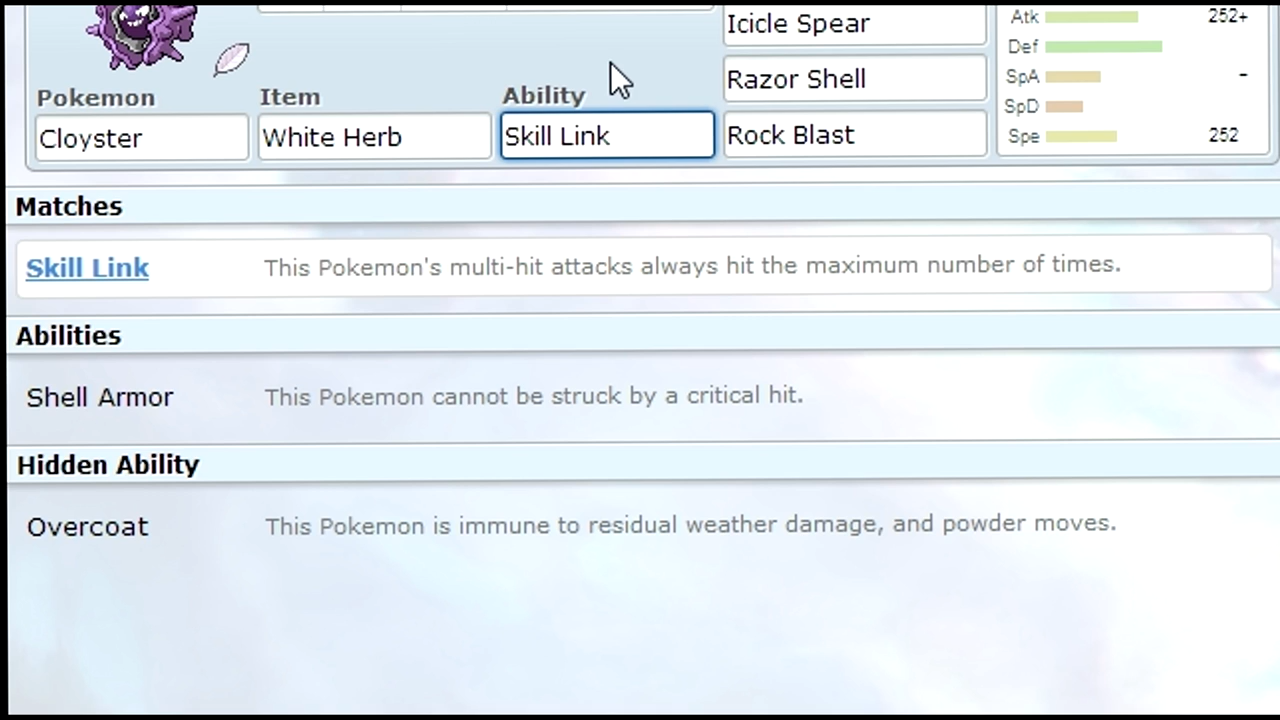 Icicle Spear
Atk 252+
Def
Razor Shell
SpA -
SpD
Pokemon Item Ability
Cloyster White Herb Skill Link Rock Blast
Spe 252
Matches
Skill Link This Pokemon's multi-hit attacks always hit the maximum number of times.
Abilities
Shell Armor This Pokemon cannot be struck by a critical hit.
Hidden Ability
Overcoat This Pokemon is immune to residual weather damage, and powder moves.